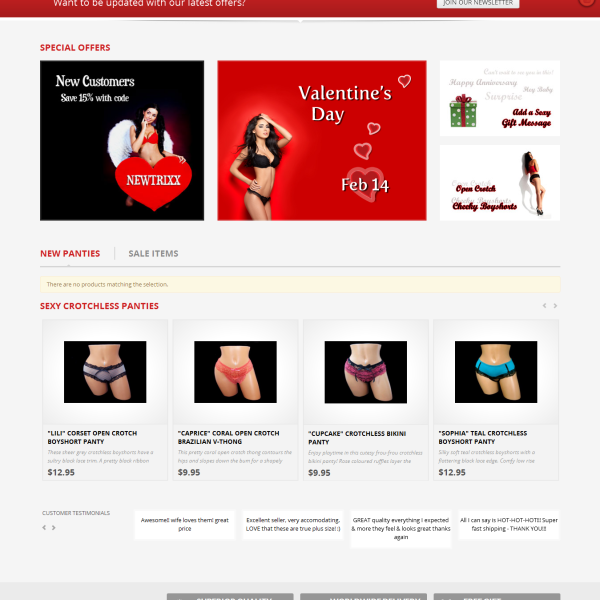 Want to be updated with our latest offers?
JOIN OUR NEWSLETTER
SPECIAL OFFERS
New Customers
Save 15% with code
NEWTRIXX
Valentine's
Day
Feb 14
Can't wait to see you in this!
Happy Anniversary
Hey Baby
Surprise
Add a Sexy
Gift Message
Open Crotch
Cheeky Boyshorts
NEW PANTIES
SALE ITEMS
There are no products matching the selection.
SEXY CROTCHLESS PANTIES
"LILI" CORSET OPEN CROTCH
BOYSHORT PANTY
These sheer grey crotchless boyshorts have a
sultry black lace trim. A pretty black ribbon
$12.95
"CAPRICE" CORAL OPEN CROTCH
BRAZILIAN V-THONG
This pretty coral open crotch thong contours the
hips and slopes down the bum for a shapely
$9.95
"CUPCAKE" CROTCHLESS BIKINI
PANTY
Enjoy playtime in this cutesy frou-frou crotchless
bikini panty! Rose coloured ruffles layer the
$9.95
"SOPHIA" TEAL CROTCHLESS
BOYSHORT PANTY
Silky soft teal crotchless boyshorts with a
flattering black lace edge. Comfy low rise
$12.95
CUSTOMER TESTIMONIALS
Awesome!! wife loves them! great
price
Excellent seller, very accomodating.
LOVE that these are true plus size! :)
GREAT quality everything I expected
& more they feel & looks great thanks
again
All I can say is HOT-HOT-HOT!!! Super
fast shipping - THANK YOU!!
SUPERIOR QUALITY
WORLDWIDE DELIVERY
FREE GIFT